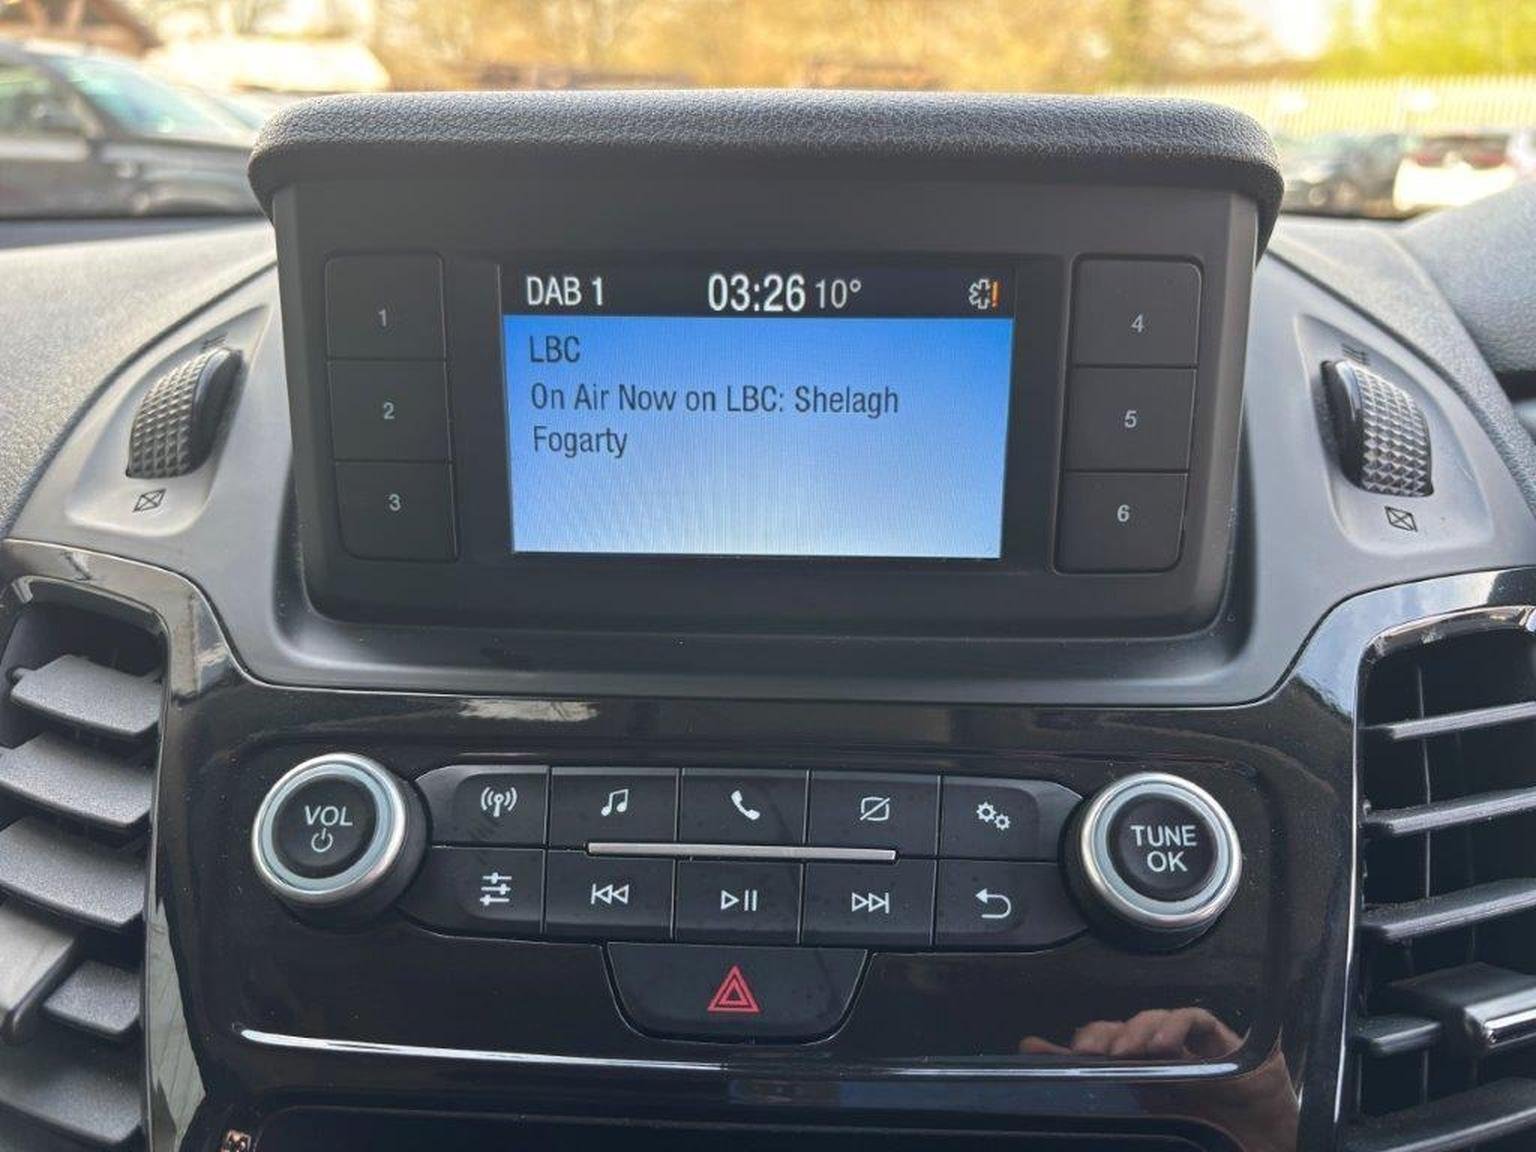 DAB 1 03:26 10°
LBC
On Air Now on LBC: Shelagh
Fogarty
1
2
3
4
5
6
VOL
TUNE
OK